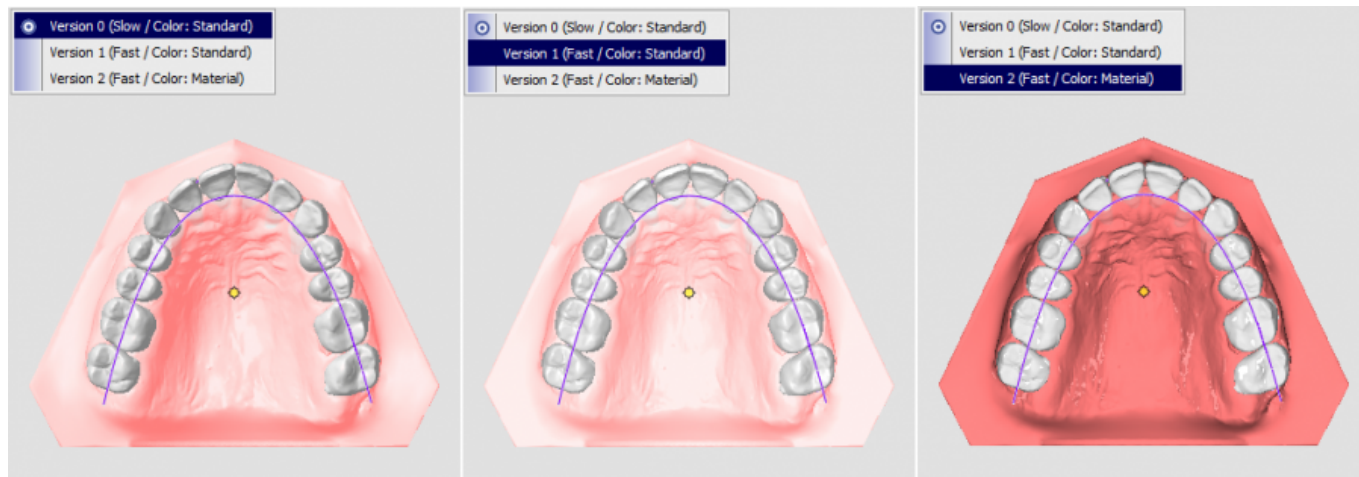 Version 0 (Slow / Color: Standard)
Version 1 (Fast / Color: Standard)
Version 2 (Fast / Color: Material)
Version 0 (Slow / Color: Standard)
Version 1 (Fast / Color: Standard)
Version 2 (Fast / Color: Material)
Version 0 (Slow / Color: Standard)
Version 1 (Fast / Color: Standard)
Version 2 (Fast / Color: Material)